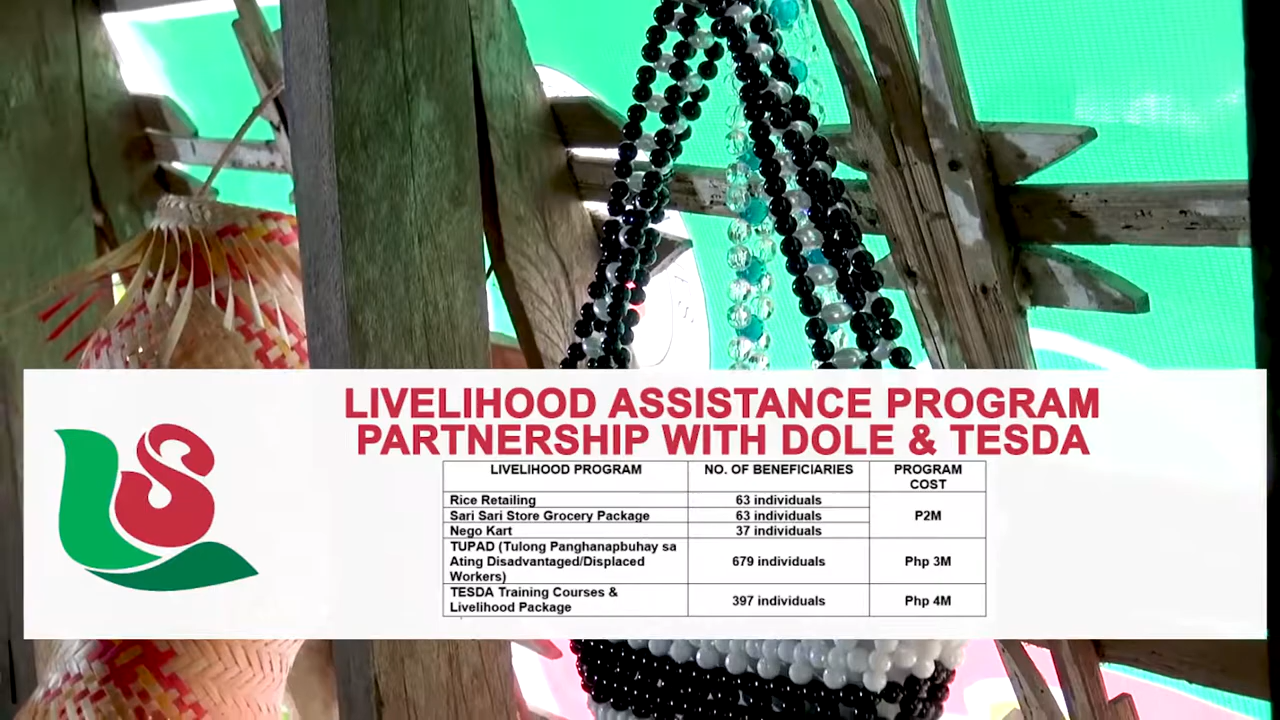 LIVELIHOOD ASSISTANCE PROGRAM
PARTNERSHIP WITH DOLE & TESDA
LIVELIHOOD PROGRAM NO. OF BENEFICIARIES PROGRAM COST
Rice Retailing 63 individuals P2M
Sari Sari Store Grocery Package 63 individuals
Nego Kart 37 individuals
TUPAD (Tulong Panghanapbuhay sa
Ating Disadvantaged/Displaced
Workers) 679 individuals Php 3M
TESDA Training Courses &
Livelihood Package 397 individuals Php 4M